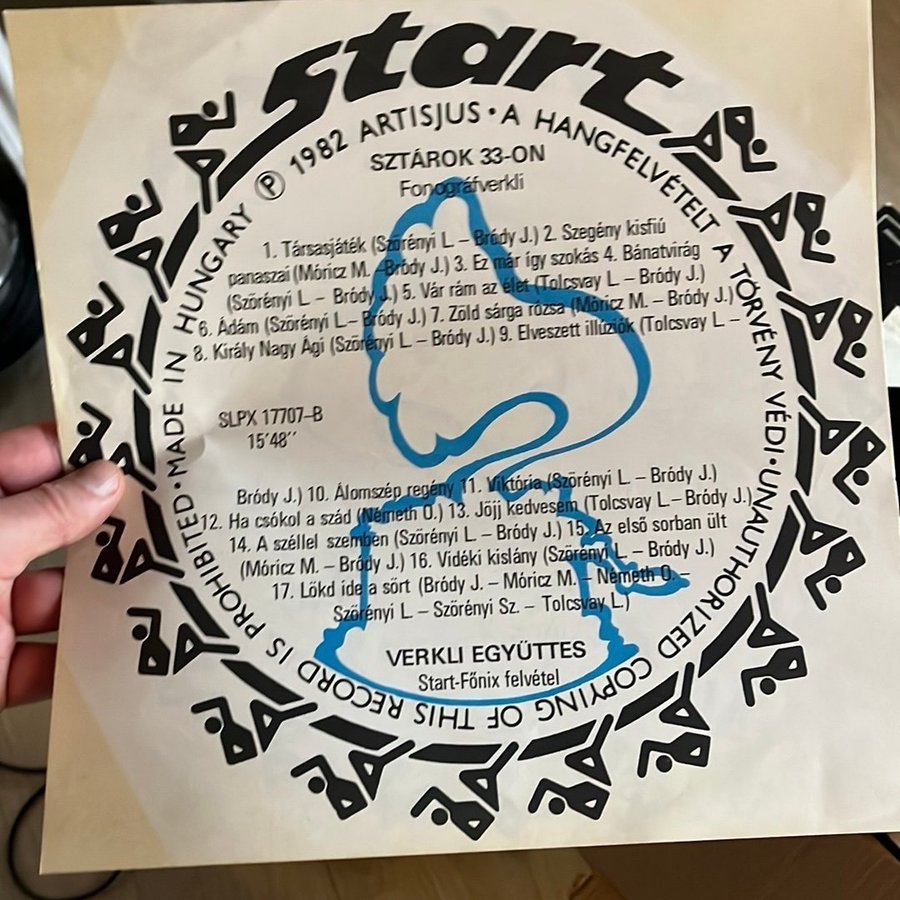 start
MADE IN HUNGARY Ⓟ 1982 ARTISJUS · A HANGFELVÉTELT A TÖRVÉNY VÉDI · UNAUTHORIZED COPYING OF THIS RECORD IS PROHIBITED ·
SZTÁROK 33-ON
Fonográfverkli
1. Társasjáték (Szörényi L. – Bródy J.) 2. Szegény kisfiú
panaszai (Móricz M. – Bródy J.) 3. Ez már így szokás 4. Bánatvirág
(Szörényi L. – Bródy J.) 5. Vár rám az élet (Tolcsvay L. – Bródy J.)
6. Ádám (Szörényi L. – Bródy J.) 7. Zöld sárga rózsa (Móricz M. – Bródy J.)
8. Király Nagy Ági (Szörényi L. – Bródy J.) 9. Elveszett illúziók (Tolcsvay L. –
SLPX 17707–B
15'48''
Bródy J.) 10. Álomszép regény 11. Viktória (Szörényi L. – Bródy J.)
12. Ha csókol a szád (Németh O.) 13. Jöjj kedvesem (Tolcsvay L. – Bródy J.)
14. A széllel szemben (Szörényi L. – Bródy J.) 15. Az első sorban ült
(Móricz M. – Bródy J.) 16. Vidéki kislány (Szörényi L. – Bródy J.)
17. Lökd ide a sört (Bródy J. – Móricz M. – Németh O. –
Szörényi L. – Szörényi Sz. – Tolcsvay L.)
VERKLI EGYÜTTES
Start-Főnix felvétel